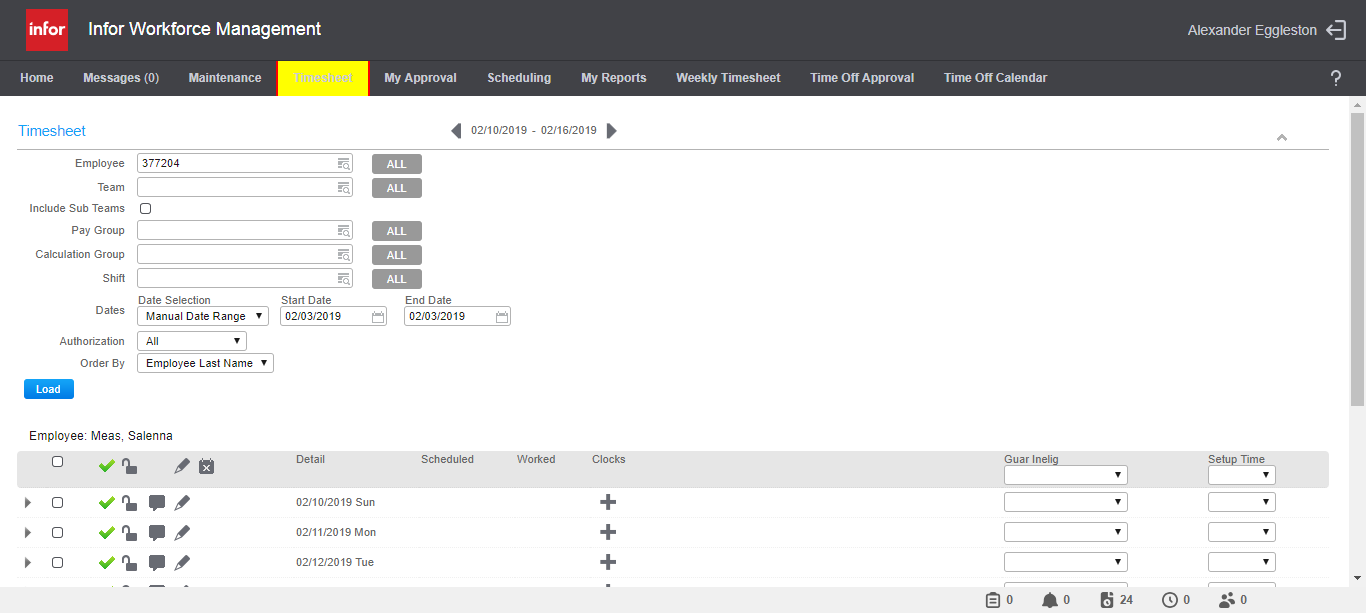 infor Infor Workforce Management Alexander Eggleston
Home Messages (0) Maintenance Timesheet My Approval Scheduling My Reports Weekly Timesheet Time Off Approval Time Off Calendar ?
Timesheet 02/10/2019 - 02/16/2019
Employee 377204 ALL
Team ALL
Include Sub Teams
Pay Group ALL
Calculation Group ALL
Shift ALL
Date Selection Start Date End Date
Dates Manual Date Range 02/03/2019 02/03/2019
Authorization All
Order By Employee Last Name
Load
Employee: Meas, Salenna
Detail Scheduled Worked Clocks Guar Inelig Setup Time
02/10/2019 Sun
02/11/2019 Mon
02/12/2019 Tue
0 0 24 0 0